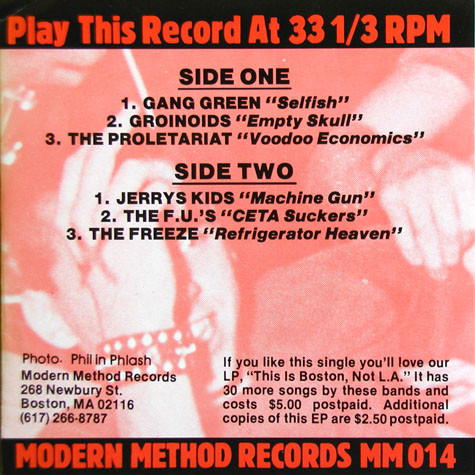 Play This Record At 33 1/3 RPM
SIDE ONE
1. GANG GREEN “Selfish”
2. GROINOIDS “Empty Skull”
3. THE PROLETARIAT “Voodoo Economics”
SIDE TWO
1. JERRYS KIDS “Machine Gun”
2. THE F.U.'S “CETA Suckers”
3. THE FREEZE “Refrigerator Heaven”
Photo. Phil in Phlash
Modern Method Records
268 Newbury St.
Boston, MA 02116
(617) 266-8787
If you like this single you'll love our
LP, “This Is Boston, Not L.A.” It has
30 more songs by these bands and
costs $5.00 postpaid. Additional
copies of this EP are $2.50 postpaid.
MODERN METHOD RECORDS MM 014